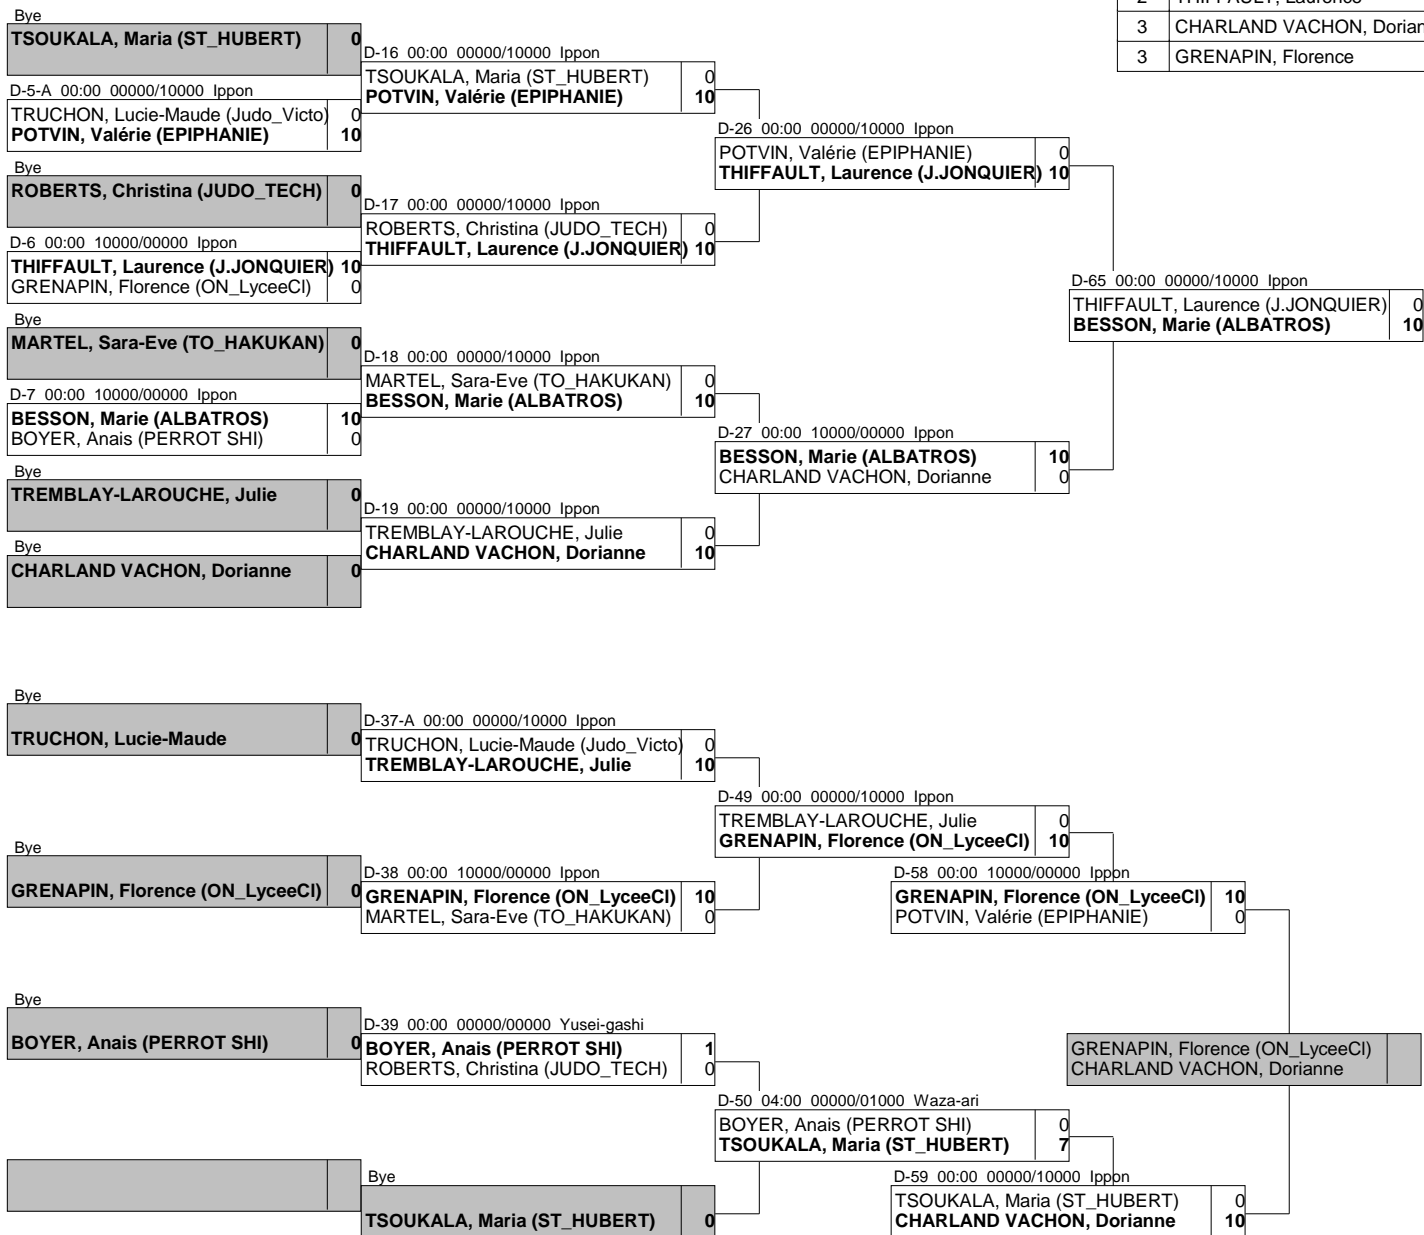 2 THIFFAULT, Laurence
3 CHARLAND VACHON, Dorian
3 GRENAPIN, Florence
Bye
TSOUKALA, Maria (ST_HUBERT) 0
D-5-A 00:00 00000/10000 Ippon
TRUCHON, Lucie-Maude (Judo_Victo) 0
POTVIN, Valérie (EPIPHANIE) 10
Bye
ROBERTS, Christina (JUDO_TECH) 0
D-6 00:00 10000/00000 Ippon
THIFFAULT, Laurence (J.JONQUIER) 10
GRENAPIN, Florence (ON_LyceeCl) 0
Bye
MARTEL, Sara-Eve (TO_HAKUKAN) 0
D-7 00:00 10000/00000 Ippon
BESSON, Marie (ALBATROS) 10
BOYER, Anais (PERROT SHI) 0
Bye
TREMBLAY-LAROUCHE, Julie 0
Bye
CHARLAND VACHON, Dorianne 0
D-16 00:00 00000/10000 Ippon
TSOUKALA, Maria (ST_HUBERT) 0
POTVIN, Valérie (EPIPHANIE) 10
D-17 00:00 00000/10000 Ippon
ROBERTS, Christina (JUDO_TECH) 0
THIFFAULT, Laurence (J.JONQUIER) 10
D-18 00:00 00000/10000 Ippon
MARTEL, Sara-Eve (TO_HAKUKAN) 0
BESSON, Marie (ALBATROS) 10
D-19 00:00 00000/10000 Ippon
TREMBLAY-LAROUCHE, Julie 0
CHARLAND VACHON, Dorianne 10
D-26 00:00 00000/10000 Ippon
POTVIN, Valérie (EPIPHANIE) 0
THIFFAULT, Laurence (J.JONQUIER) 10
D-27 00:00 10000/00000 Ippon
BESSON, Marie (ALBATROS) 10
CHARLAND VACHON, Dorianne 0
D-65 00:00 00000/10000 Ippon
THIFFAULT, Laurence (J.JONQUIER) 0
BESSON, Marie (ALBATROS) 10
Bye
TRUCHON, Lucie-Maude 0
Bye
GRENAPIN, Florence (ON_LyceeCl) 0
Bye
BOYER, Anais (PERROT SHI) 0
D-37-A 00:00 00000/10000 Ippon
TRUCHON, Lucie-Maude (Judo_Victo) 0
TREMBLAY-LAROUCHE, Julie 10
D-38 00:00 10000/00000 Ippon
GRENAPIN, Florence (ON_LyceeCl) 10
MARTEL, Sara-Eve (TO_HAKUKAN) 0
D-39 00:00 00000/00000 Yusei-gashi
BOYER, Anais (PERROT SHI) 1
ROBERTS, Christina (JUDO_TECH) 0
Bye
TSOUKALA, Maria (ST_HUBERT) 0
D-49 00:00 00000/10000 Ippon
TREMBLAY-LAROUCHE, Julie 0
GRENAPIN, Florence (ON_LyceeCl) 10
D-50 04:00 00000/01000 Waza-ari
BOYER, Anais (PERROT SHI) 0
TSOUKALA, Maria (ST_HUBERT) 7
D-58 00:00 10000/00000 Ippon
GRENAPIN, Florence (ON_LyceeCl) 10
POTVIN, Valérie (EPIPHANIE) 0
D-59 00:00 00000/10000 Ippon
TSOUKALA, Maria (ST_HUBERT) 0
CHARLAND VACHON, Dorianne 10
GRENAPIN, Florence (ON_LyceeCl)
CHARLAND VACHON, Dorianne